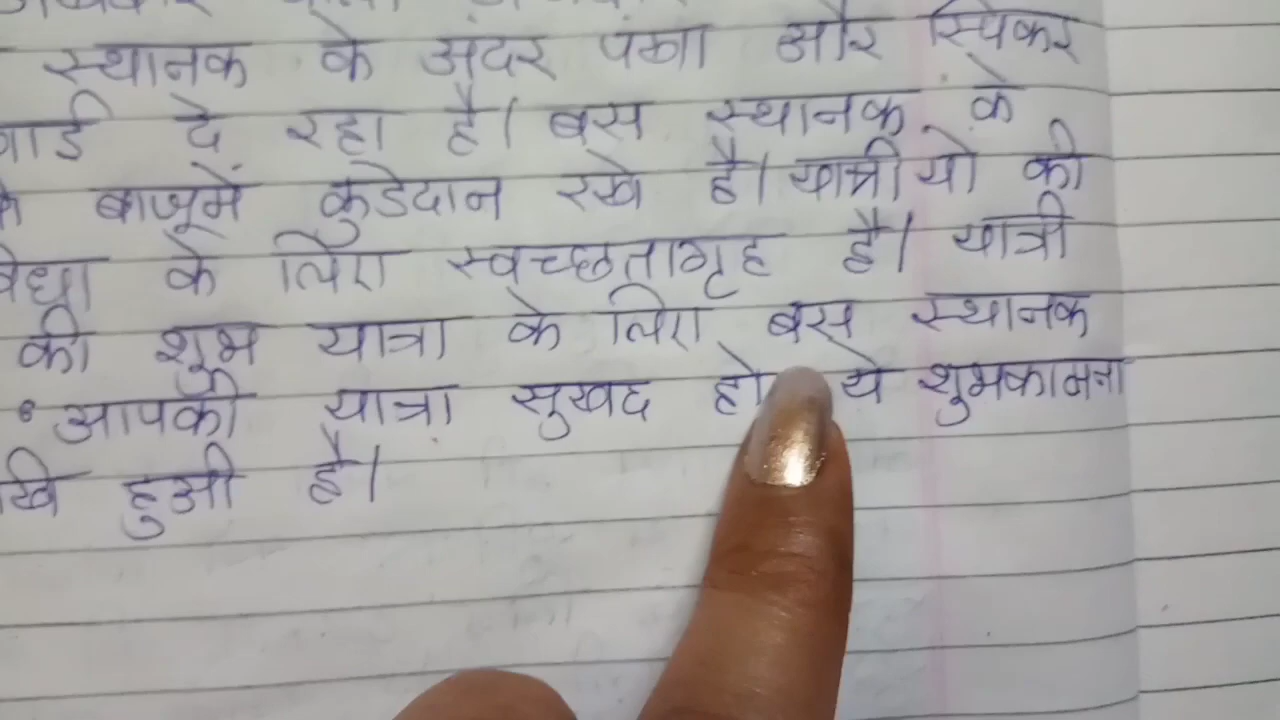 स्थानक के अंदर पंखा और स्पिकर
दे रहा है। बस स्थानक के
बाजूमें कुडेदान रखे है। यात्रीयो की
के लिए स्वच्छतागृह है। यात्री
की शुभ यात्रा के लिए बस स्थानक
आपकी यात्रा सुखद हो ये शुभकामना
हुओ है।